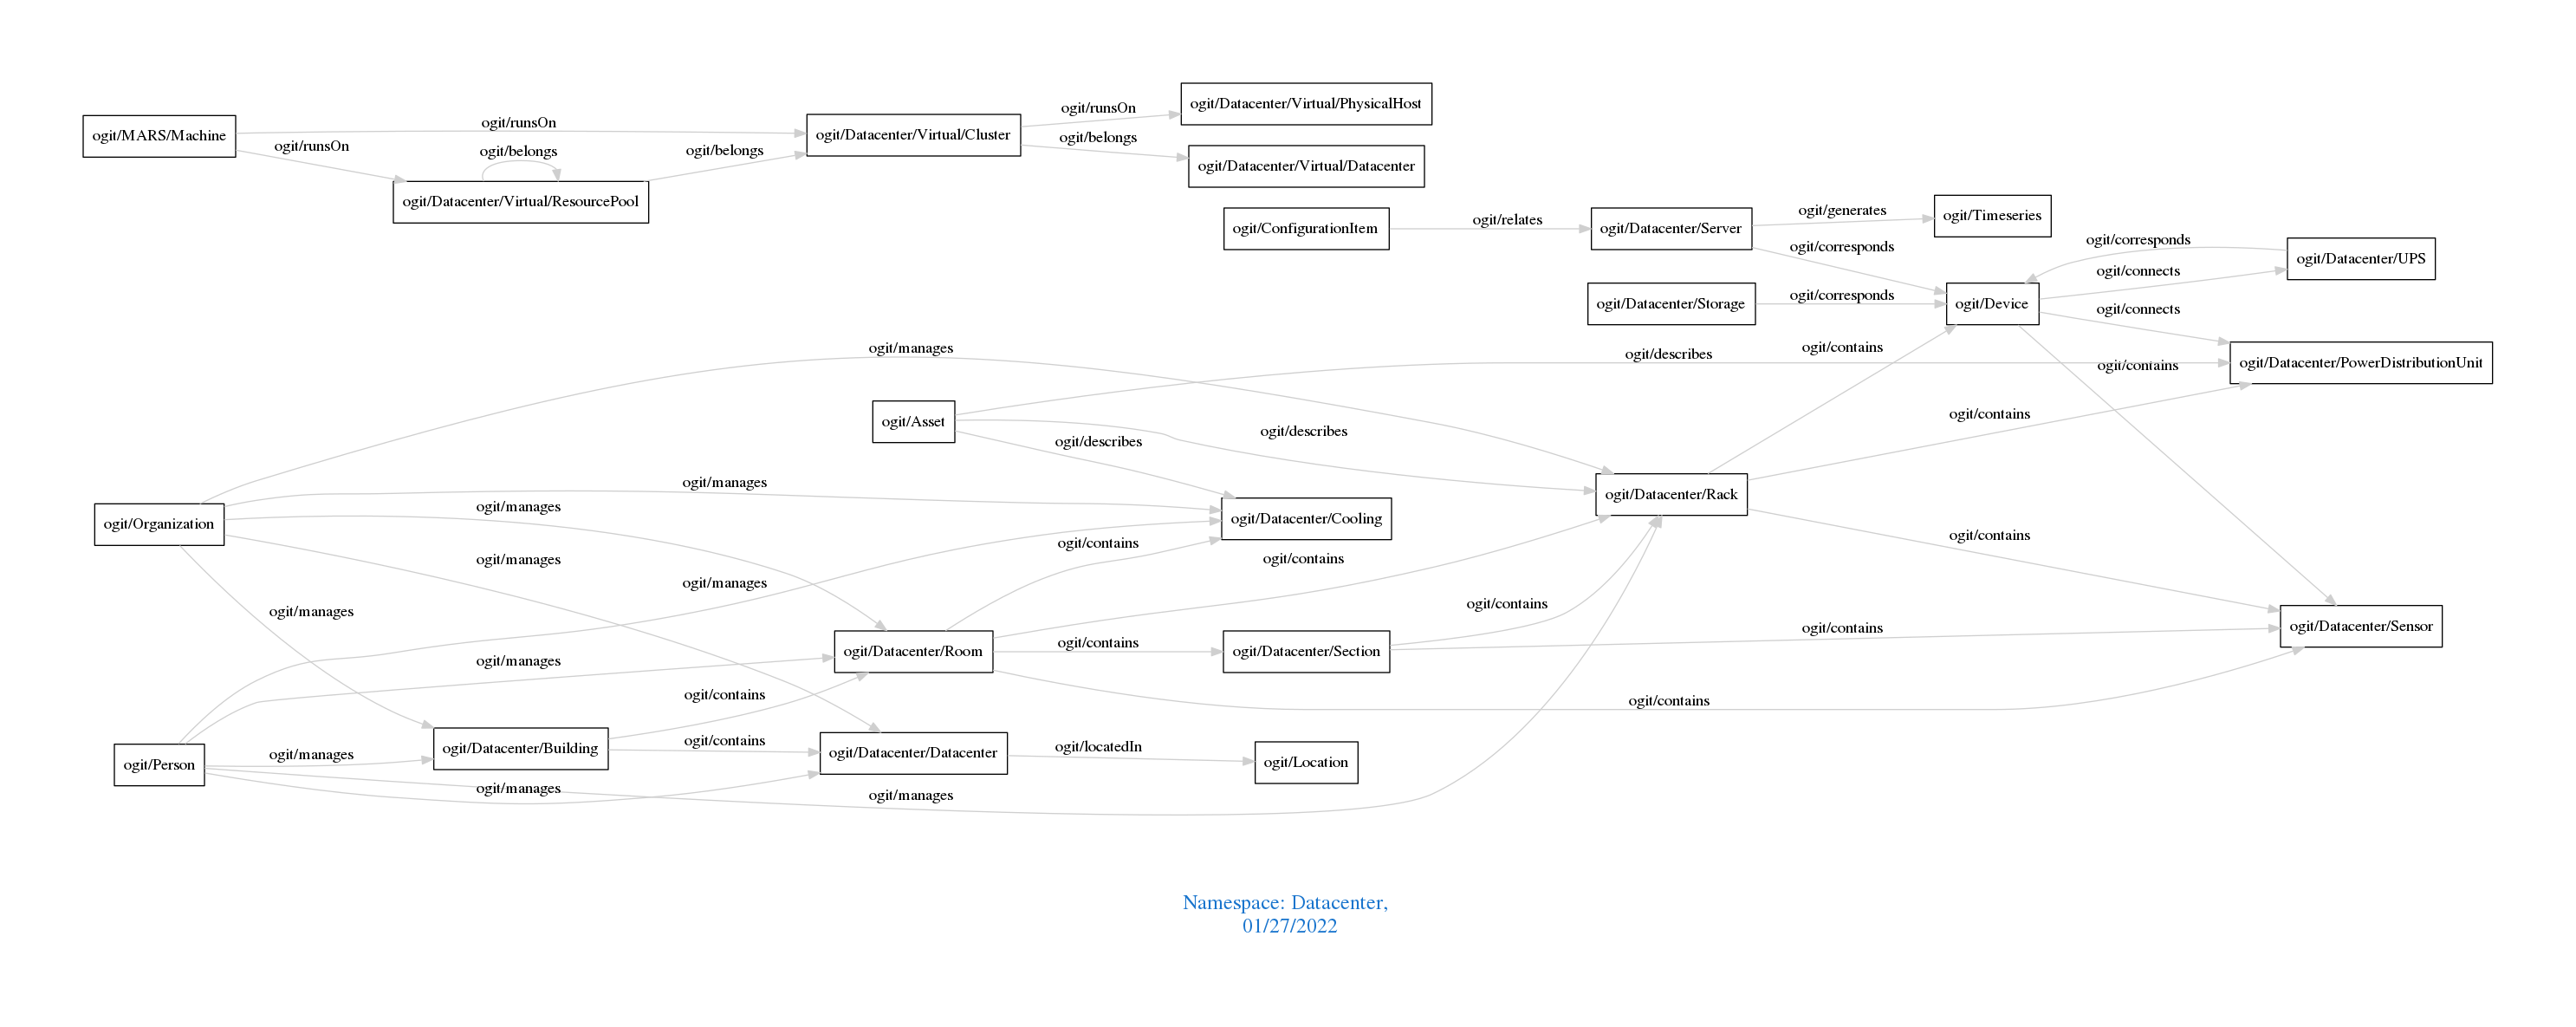 ogit/Datacenter/Virtual/PhysicalHost
ogit/runsOn
ogit/runsOn
ogit/MARS/Machine
ogit/Datacenter/Virtual/Cluster
ogit/belongs
ogit/runsOn
ogit/belongs
ogit/belongs
ogit/Datacenter/Virtual/Datacenter
ogit/Datacenter/Virtual/ResourcePool
ogit/generates
ogit/Timeseries
ogit/relates
ogit/ConfigurationItem
ogit/Datacenter/Server
ogit/corresponds
ogit/corresponds
ogit/Datacenter/UPS
ogit/connects
ogit/corresponds
ogit/Datacenter/Storage
ogit/Device
ogit/connects
ogit/manages
ogit/contains
ogit/describes
ogit/Datacenter/PowerDistributionUnit
ogit/contains
ogit/contains
ogit/Asset
ogit/describes
ogit/describes
ogit/manages
ogit/Datacenter/Rack
ogit/manages
ogit/Organization
ogit/Datacenter/Cooling
ogit/contains
ogit/contains
ogit/manages
ogit/contains
ogit/manages
ogit/contains
ogit/manages
ogit/Datacenter/Sensor
ogit/contains
ogit/contains
ogit/Datacenter/Room
ogit/Datacenter/Section
ogit/manages
ogit/contains
ogit/contains
ogit/contains
ogit/locatedIn
ogit/Datacenter/Building
ogit/Datacenter/Datacenter
ogit/manages
ogit/Person
ogit/Location
ogit/manages
ogit/manages
Namespace: Datacenter,
01/27/2022